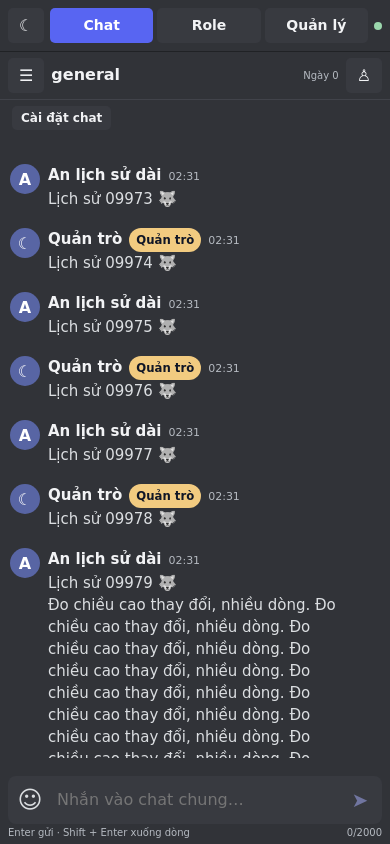 Chat Role Quản lý
general Ngày 0
Cài đặt chat
A An lịch sử dài 02:31
Lịch sử 09973 🐺
Quản trò Quản trò 02:31
Lịch sử 09974 🐺
A An lịch sử dài 02:31
Lịch sử 09975 🐺
Quản trò Quản trò 02:31
Lịch sử 09976 🐺
A An lịch sử dài 02:31
Lịch sử 09977 🐺
Quản trò Quản trò 02:31
Lịch sử 09978 🐺
A An lịch sử dài 02:31
Lịch sử 09979 🐺
Đo chiều cao thay đổi, nhiều dòng. Đo
chiều cao thay đổi, nhiều dòng. Đo
chiều cao thay đổi, nhiều dòng. Đo
chiều cao thay đổi, nhiều dòng. Đo
chiều cao thay đổi, nhiều dòng. Đo
chiều cao thay đổi, nhiều dòng. Đo
chiều cao thay đổi, nhiều dòng. Đo
chiều cao thay đổi, nhiều dòng. Đo
Nhắn vào chat chung...
Enter gửi · Shift + Enter xuống dòng 0/2000